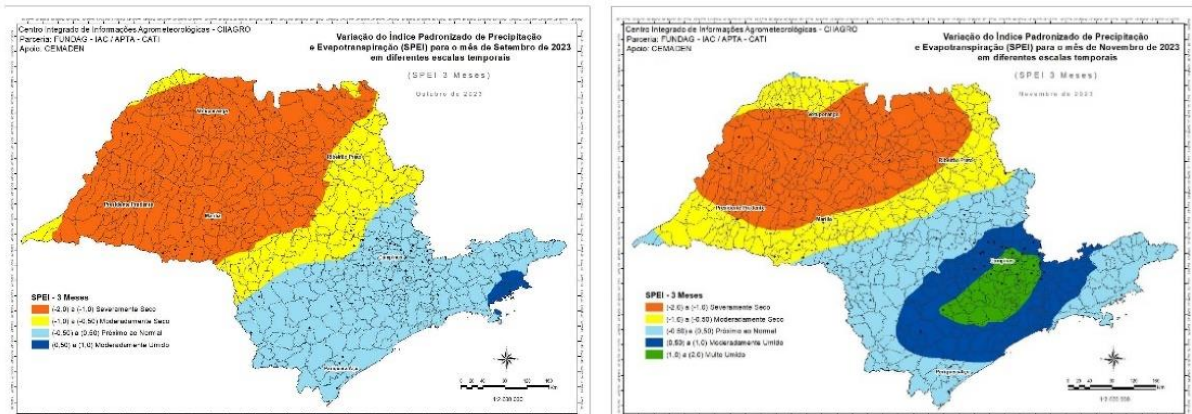 Centro Integrado de Informações Agrometeorológicas - CIIAGRO
Parceria: FUNDAG - IAC / APTA - CATI
Apoio: CEMADEN
Variação do Índice Padronizado de Precipitação
e Evapotranspiração (SPEI) para o mês de Setembro de 2023
em diferentes escalas temporais
(SPEI 3 Meses)
Outubro de 2023
Votuporanga
Ribeirão Preto
Presidente Prudente
Marília
Campinas
SPEI - 3 Meses
(-2,0) a (-1,0) Severamente Seco
(-1,0) a (-0,50) Moderadamente Seco
(-0,50) a (0,50) Próximo ao Normal
(0,50) a (1,0) Moderadamente Umido
Centro Integrado de Informações Agrometeorológicas - CIIAGRO
Parceria: FUNDAG - IAC / APTA - CATI
Apoio: CEMADEN
Variação do Índice Padronizado de Precipitação
e Evapotranspiração (SPEI) para o mês de Novembro de 2023
em diferentes escalas temporais
(SPEI 3 Meses)
Novembro de 2023
Votuporanga
Ribeirão Preto
Presidente Prudente
Marília
Campinas
SPEI - 3 Meses
(-2,0) a (-1,0) Severamente Seco
(-1,0) a (-0,50) Moderadamente Seco
(-0,50) a (0,50) Próximo ao Normal
(0,50) a (1,0) Moderadamente Umido
(1,0) a (2,0) Muito Umido